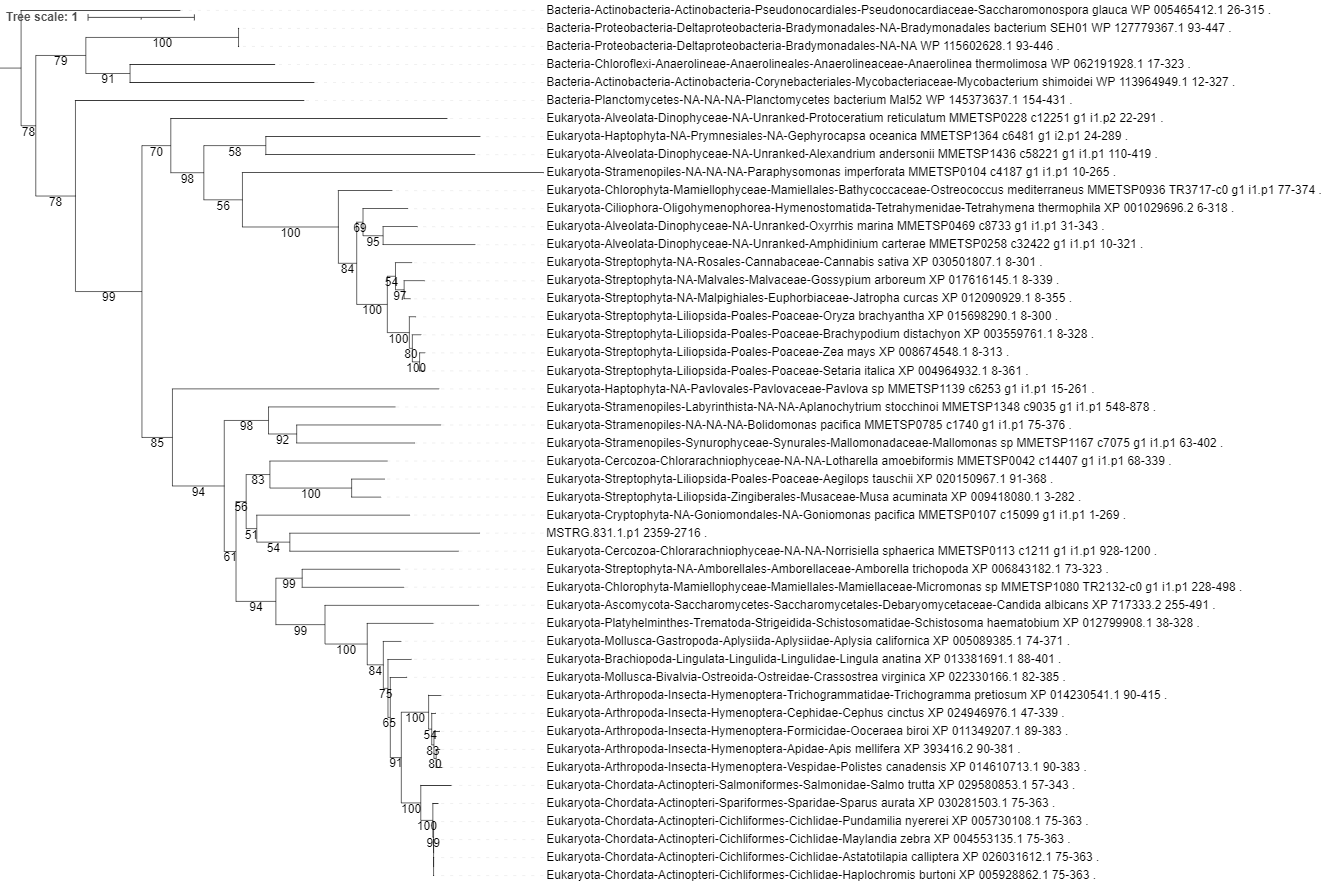 Tree scale: 1
Bacteria-Actinobacteria-Actinobacteria-Pseudonocardiales-Pseudonocardiaceae-Saccharomonospora glauca WP 005465412.1 26-315 .
Bacteria-Proteobacteria-Deltaproteobacteria-Bradymonadales-NA-Bradymonadales bacterium SEH01 WP 127779367.1 93-447 .
100
Bacteria-Proteobacteria-Deltaproteobacteria-Bradymonadales-NA-NA WP 115602628.1 93-446 .
79
Bacteria-Chloroflexi-Anaerolineae-Anaerolineales-Anaerolineaceae-Anaerolinea thermolimosa WP 062191928.1 17-323 .
91
Bacteria-Actinobacteria-Actinobacteria-Corynebacteriales-Mycobacteriaceae-Mycobacterium shimoidei WP 113964949.1 12-327 .
Bacteria-Planctomycetes-NA-NA-NA-Planctomycetes bacterium Mal52 WP 145373637.1 154-431 .
Eukaryota-Alveolata-Dinophyceae-NA-Unranked-Protoceratium reticulatum MMETSP0228 c12251 g1 i1.p2 22-291 .
78
Eukaryota-Haptophyta-NA-Prymnesiales-NA-Gephyrocapsa oceanica MMETSP1364 c6481 g1 i2.p1 24-289 .
70
58
Eukaryota-Alveolata-Dinophyceae-NA-Unranked-Alexandrium andersonii MMETSP1436 c58221 g1 i1.p1 110-419 .
98
Eukaryota-Stramenopiles-NA-NA-NA-Paraphysomonas imperforata MMETSP0104 c4187 g1 i1.p1 10-265 .
Eukaryota-Chlorophyta-Mamiellophyceae-Mamiellales-Bathycoccaceae-Ostreococcus mediterraneus MMETSP0936 TR3717-c0 g1 i1.p1 77-374 .
78
56
Eukaryota-Ciliophora-Oligohymenophorea-Hymenostomatida-Tetrahymenidae-Tetrahymena thermophila XP 001029696.2 6-318 .
69
Eukaryota-Alveolata-Dinophyceae-NA-Unranked-Oxyrrhis marina MMETSP0469 c8733 g1 i1.p1 31-343 .
100
95
Eukaryota-Alveolata-Dinophyceae-NA-Unranked-Amphidinium carterae MMETSP0258 c32422 g1 i1.p1 10-321 .
Eukaryota-Streptophyta-NA-Rosales-Cannabaceae-Cannabis sativa XP 030501807.1 8-301 .
84
Eukaryota-Streptophyta-NA-Malvales-Malvaceae-Gossypium arboreum XP 017616145.1 8-339 .
54
99
97
Eukaryota-Streptophyta-NA-Malpighiales-Euphorbiaceae-Jatropha curcas XP 012090929.1 8-355 .
100
Eukaryota-Streptophyta-Liliopsida-Poales-Poaceae-Oryza brachyantha XP 015698290.1 8-300 .
Eukaryota-Streptophyta-Liliopsida-Poales-Poaceae-Brachypodium distachyon XP 003559761.1 8-328 .
100
80
Eukaryota-Streptophyta-Liliopsida-Poales-Poaceae-Zea mays XP 008674548.1 8-313 .
100
Eukaryota-Streptophyta-Liliopsida-Poales-Poaceae-Setaria italica XP 004964932.1 8-361 .
Eukaryota-Haptophyta-NA-Pavlovales-Pavlovaceae-Pavlova sp MMETSP1139 c6253 g1 i1.p1 15-261 .
Eukaryota-Stramenopiles-Labyrinthista-NA-NA-Aplanochytrium stocchinoi MMETSP1348 c9035 g1 i1.p1 548-878 .
98
Eukaryota-Stramenopiles-NA-NA-NA-Bolidomonas pacifica MMETSP0785 c1740 g1 i1.p1 75-376 .
85
92
Eukaryota-Stramenopiles-Synurophyceae-Synurales-Mallomonadaceae-Mallomonas sp MMETSP1167 c7075 g1 i1.p1 63-402 .
Eukaryota-Cercozoa-Chlorarachniophyceae-NA-NA-Lotharella amoebiformis MMETSP0042 c14407 g1 i1.p1 68-339 .
83
Eukaryota-Streptophyta-Liliopsida-Poales-Poaceae-Aegilops tauschii XP 020150967.1 91-368 .
94
100
Eukaryota-Streptophyta-Liliopsida-Zingiberales-Musaceae-Musa acuminata XP 009418080.1 3-282 .
56
Eukaryota-Cryptophyta-NA-Goniomondales-NA-Goniomonas pacifica MMETSP0107 c15099 g1 i1.p1 1-269 .
51
MSTRG.831.1.p1 2359-2716 .
54
Eukaryota-Cercozoa-Chlorarachniophyceae-NA-NA-Norrisiella sphaerica MMETSP0113 c1211 g1 i1.p1 928-1200 .
61
Eukaryota-Streptophyta-NA-Amborellales-Amborellaceae-Amborella trichopoda XP 006843182.1 73-323 .
99
Eukaryota-Chlorophyta-Mamiellophyceae-Mamiellales-Mamiellaceae-Micromonas sp MMETSP1080 TR2132-c0 g1 i1.p1 228-498 .
94
Eukaryota-Ascomycota-Saccharomycetes-Saccharomycetales-Debaryomycetaceae-Candida albicans XP 717333.2 255-491 .
99
Eukaryota-Platyhelminthes-Trematoda-Strigeidida-Schistosomatidae-Schistosoma haematobium XP 012799908.1 38-328 .
100
Eukaryota-Mollusca-Gastropoda-Aplysiida-Aplysiidae-Aplysia californica XP 005089385.1 74-371 .
Eukaryota-Brachiopoda-Lingulata-Lingulida-Lingulidae-Lingula anatina XP 013381691.1 88-401 .
84
Eukaryota-Mollusca-Bivalvia-Ostreoida-Ostreidae-Crassostrea virginica XP 022330166.1 82-385 .
75
Eukaryota-Arthropoda-Insecta-Hymenoptera-Trichogrammatidae-Trichogramma pretiosum XP 014230541.1 90-415 .
Eukaryota-Arthropoda-Insecta-Hymenoptera-Cephidae-Cephus cinctus XP 024946976.1 47-339 .
100
65
Eukaryota-Arthropoda-Insecta-Hymenoptera-Formicidae-Ooceraea biroi XP 011349207.1 89-383 .
54
Eukaryota-Arthropoda-Insecta-Hymenoptera-Apidae-Apis mellifera XP 393416.2 90-381 .
83
91
80
Eukaryota-Arthropoda-Insecta-Hymenoptera-Vespidae-Polistes canadensis XP 014610713.1 90-383 .
Eukaryota-Chordata-Actinopteri-Salmoniformes-Salmonidae-Salmo trutta XP 029580853.1 57-343 .
Eukaryota-Chordata-Actinopteri-Spariformes-Sparidae-Sparus aurata XP 030281503.1 75-363 .
100
Eukaryota-Chordata-Actinopteri-Cichliformes-Cichlidae-Pundamilia nyererei XP 005730108.1 75-363 .
100
Eukaryota-Chordata-Actinopteri-Cichliformes-Cichlidae-Maylandia zebra XP 004553135.1 75-363 .
99
Eukaryota-Chordata-Actinopteri-Cichliformes-Cichlidae-Astatotilapia calliptera XP 026031612.1 75-363 .
Eukaryota-Chordata-Actinopteri-Cichliformes-Cichlidae-Haplochromis burtoni XP 005928862.1 75-363 .